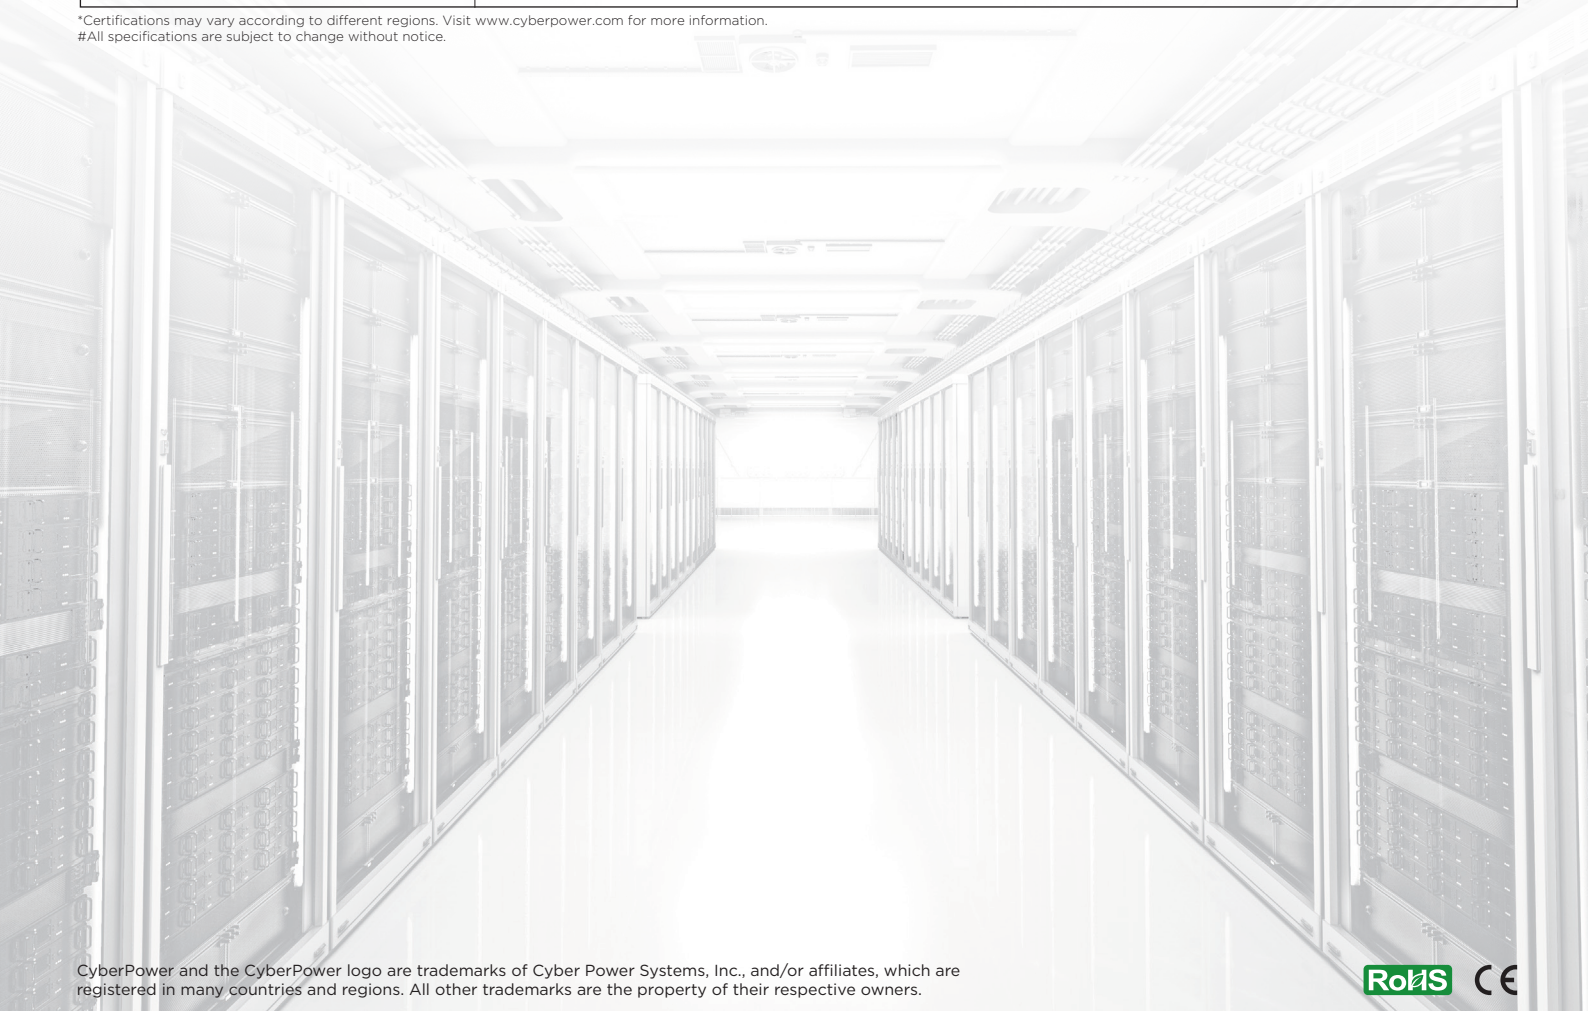 *Certifications may vary according to different regions. Visit www.cyberpower.com for more information.
#All specifications are subject to change without notice.
CyberPower and the CyberPower logo are trademarks of Cyber Power Systems, Inc., and/or affiliates, which are
registered in many countries and regions. All other trademarks are the property of their respective owners.
RoHS CE